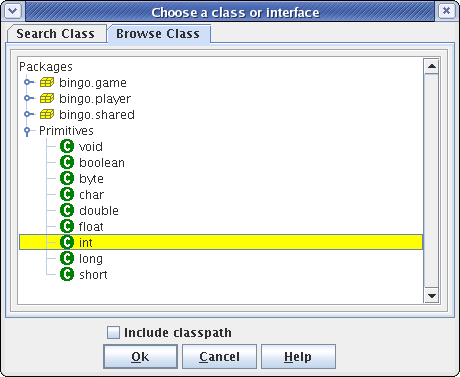 Choose a class or interface
Search Class Browse Class
Packages
bingo.game
bingo.player
bingo.shared
Primitives
void
boolean
byte
char
double
float
int
long
short
Include classpath
Ok Cancel Help